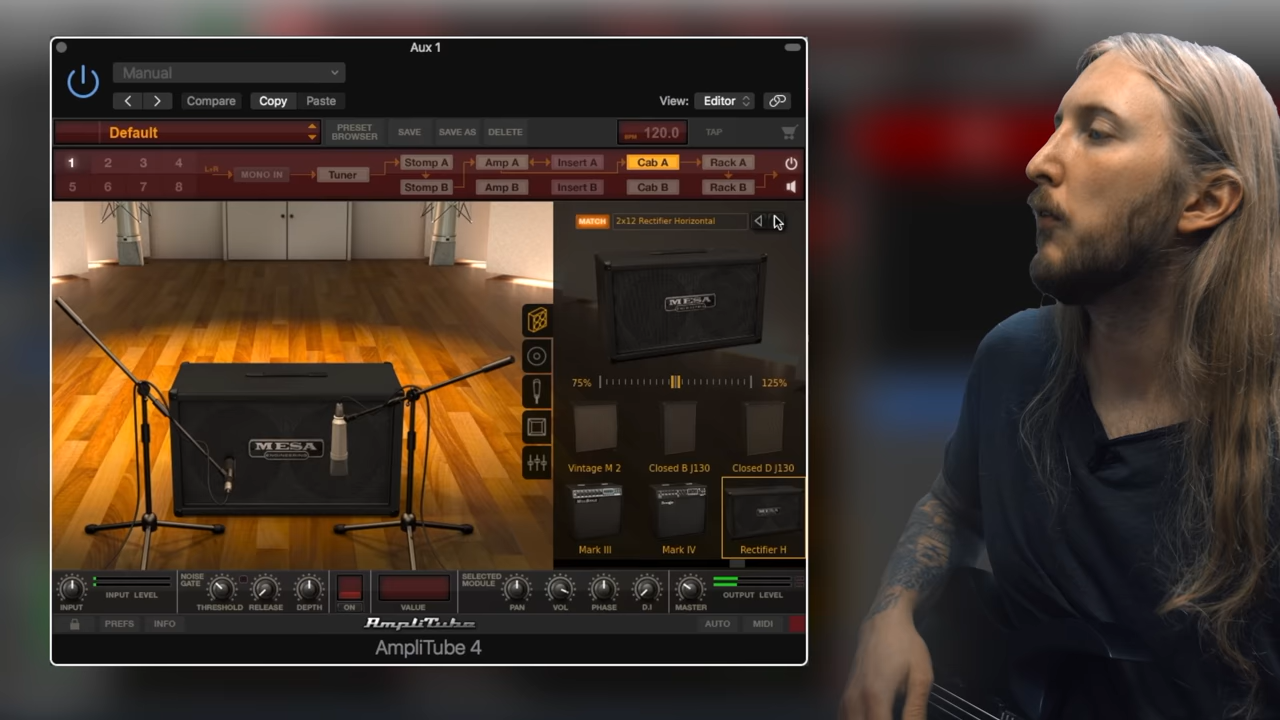 Aux 1
Manual
Compare Copy Paste View: Editor
Default PRESET BROWSER SAVE SAVE AS DELETE BPM 120.0 TAP
1 2 3 4 L+R MONO IN Tuner Stomp A Amp A Insert A Cab A Rack A
5 6 7 8 Stomp B Amp B Insert B Cab B Rack B
MATCH 2x12 Rectifier Horizontal
MESA
75% 125%
MESA
Vintage M 2 Closed B J130 Closed D J130
Mark III Mark IV Rectifier H
INPUT INPUT LEVEL NOISE GATE THRESHOLD RELEASE DEPTH ON VALUE SELECTED MODULE PAN VOL PHASE D.I MASTER OUTPUT LEVEL
PREFS INFO AmpliTube AUTO MIDI
AmpliTube 4